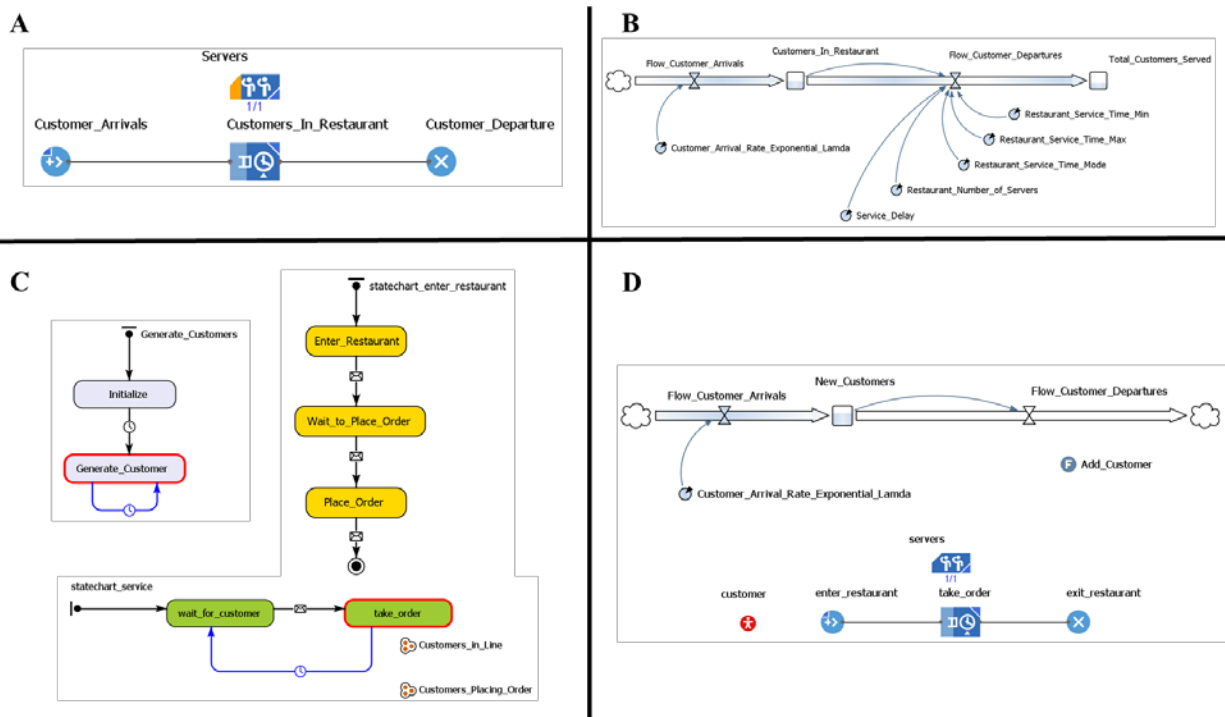 A
Servers
1/1
Customer_Arrivals
Customers_In_Restaurant
Customer_Departure
B
Customers_In_Restaurant
Flow_Customer_Arrivals
Flow_Customer_Departures
Total_Customers_Served
Restaurant_Service_Time_Min
Restaurant_Service_Time_Max
Customer_Arrival_Rate_Exponential_Lamda
Restaurant_Service_Time_Mode
Restaurant_Number_of_Servers
Service_Delay
C
statechart_enter_restaurant
Generate_Customers
Enter_Restaurant
Initialize
Wait_to_Place_Order
Generate_Customer
Place_Order
statechart_service
wait_for_customer
take_order
Customers_in_Line
Customers_Placing_Order
D
New_Customers
Flow_Customer_Arrivals
Flow_Customer_Departures
F
Add_Customer
Customer_Arrival_Rate_Exponential_Lamda
servers
1/1
customer
enter_restaurant
take_order
exit_restaurant